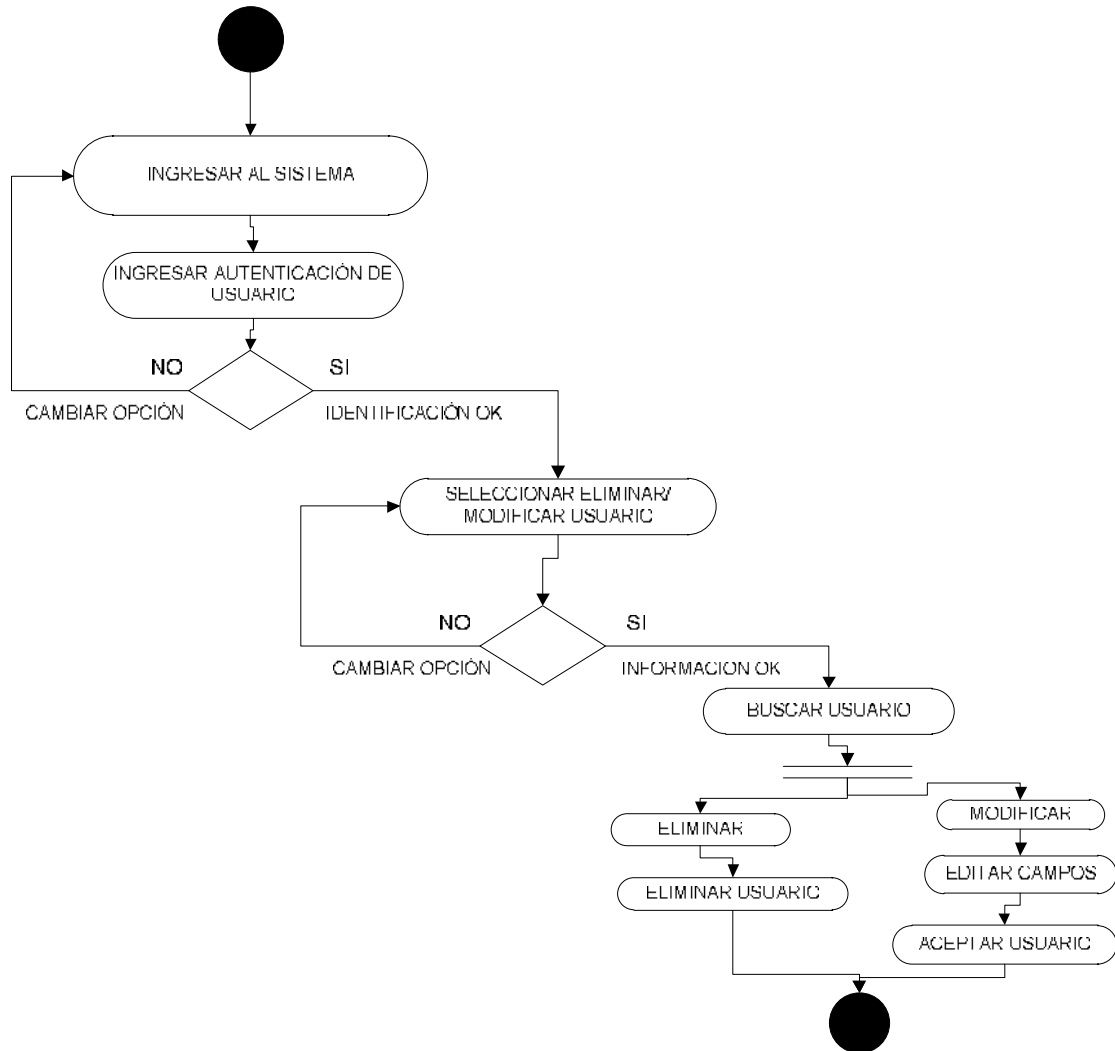 INGRESAR AL SISTEMA
INGRESAR AUTENTICACIÓN DE
USUARIO
NO
SI
CAMBIAR OPCIÓN
IDENTIFICACIÓN OK
SELECCIONAR ELIMINAR/
MODIFICAR USUARIO
NO
SI
CAMBIAR OPCIÓN
INFORMACION OK
BUSCAR USUARIO
ELIMINAR
MODIFICAR
EDITAR CAMPOS
ELIMINAR USUARIO
ACEPTAR USUARIO